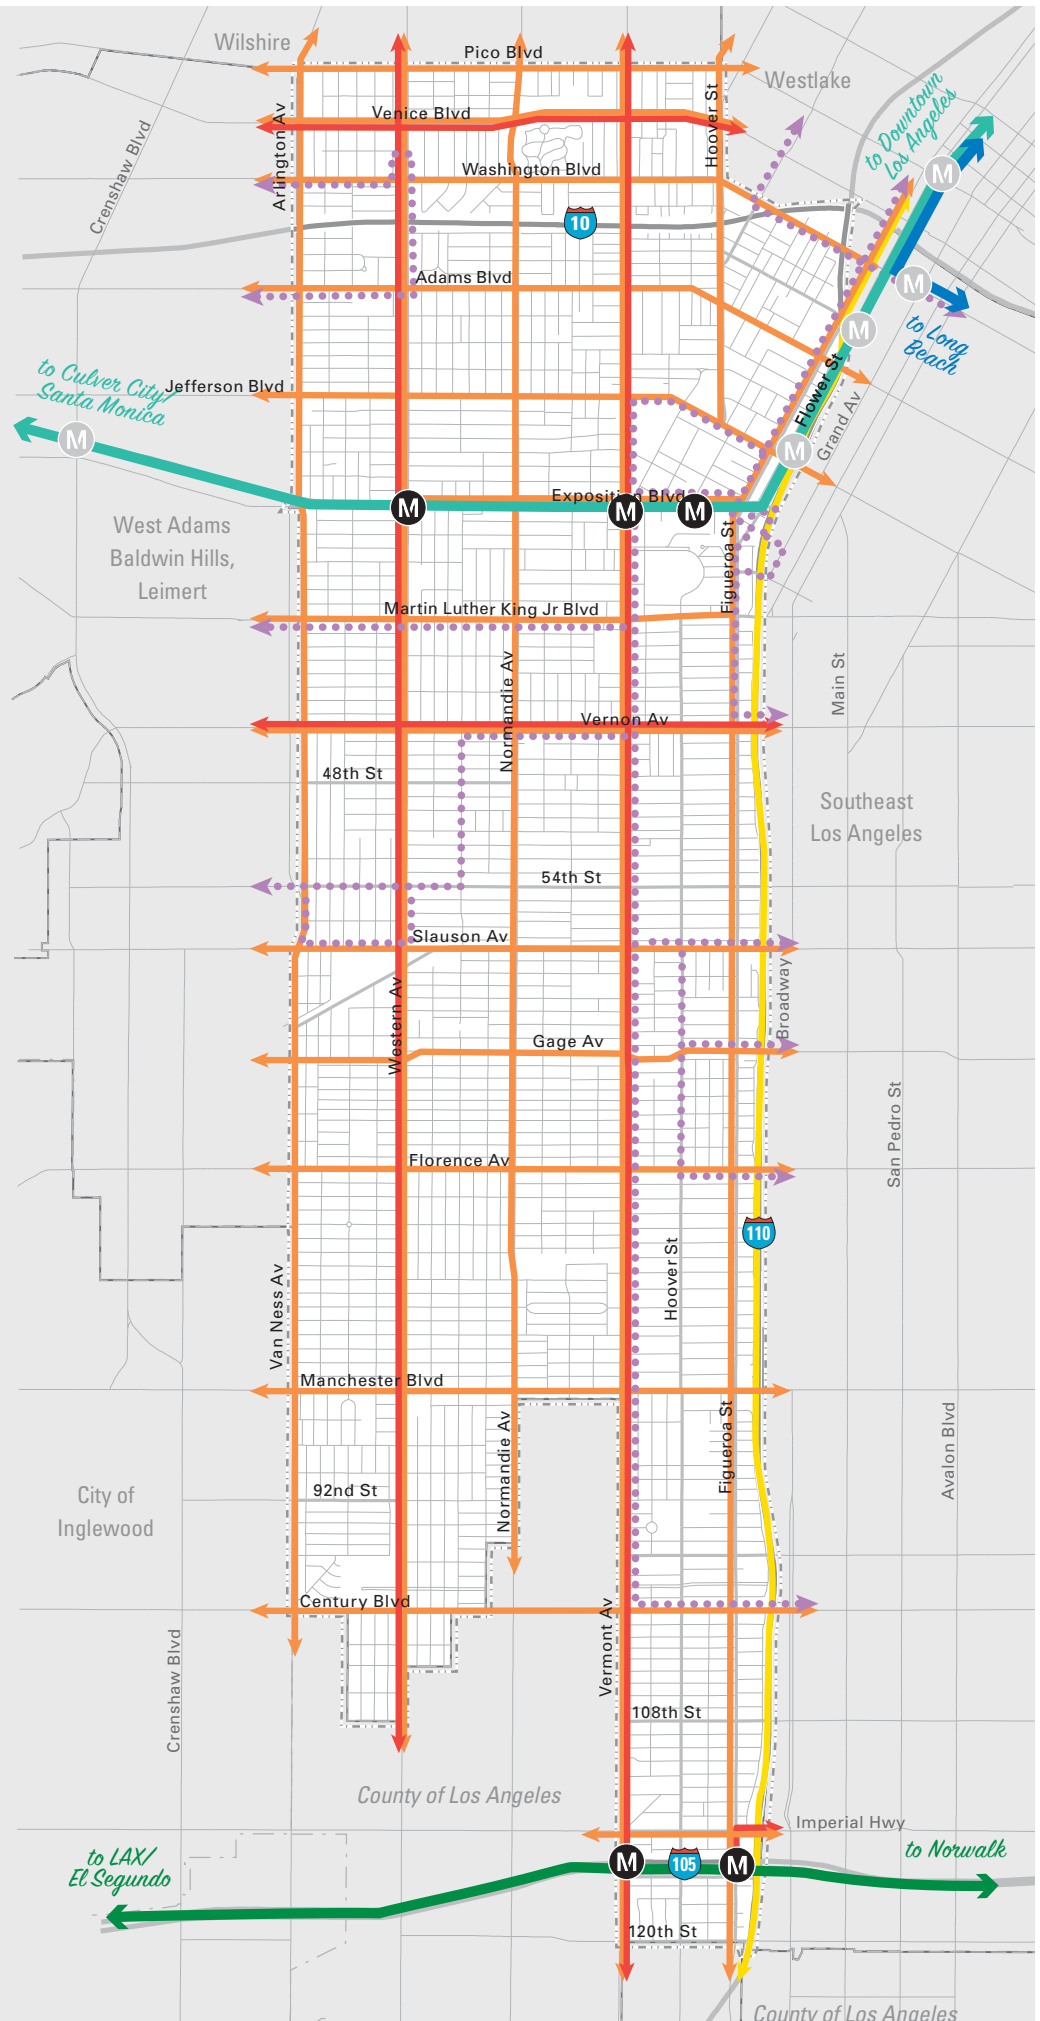 Wilshire
Pico Blvd
Westlake
Venice Blvd
Arlington Av
Hoover St
Crenshaw Blvd
to Downtown
Los Angeles
Washington Blvd
M
10
Adams Blvd
M
M
to Long
Beach
to Culver City/
Santa Monica
Jefferson Blvd
Flower St
Grand Av
M
M
Exposition Blvd
M
M
M
West Adams
Baldwin Hills,
Leimert
Figueroa St
Martin Luther King Jr Blvd
Normandie Av
Main St
Vernon Av
48th St
Southeast
Los Angeles
54th St
Slauson Av
Western Av
Broadway
Gage Av
San Pedro St
Florence Av
110
Hoover St
Van Ness Av
Manchester Blvd
Normandie Av
Figueroa St
Avalon Blvd
92nd St
City of
Inglewood
Century Blvd
Vermont Av
Crenshaw Blvd
108th St
County of Los Angeles
Imperial Hwy
to LAX/
El Segundo
M
105
M
to Norwalk
120th St
County of Los Angeles